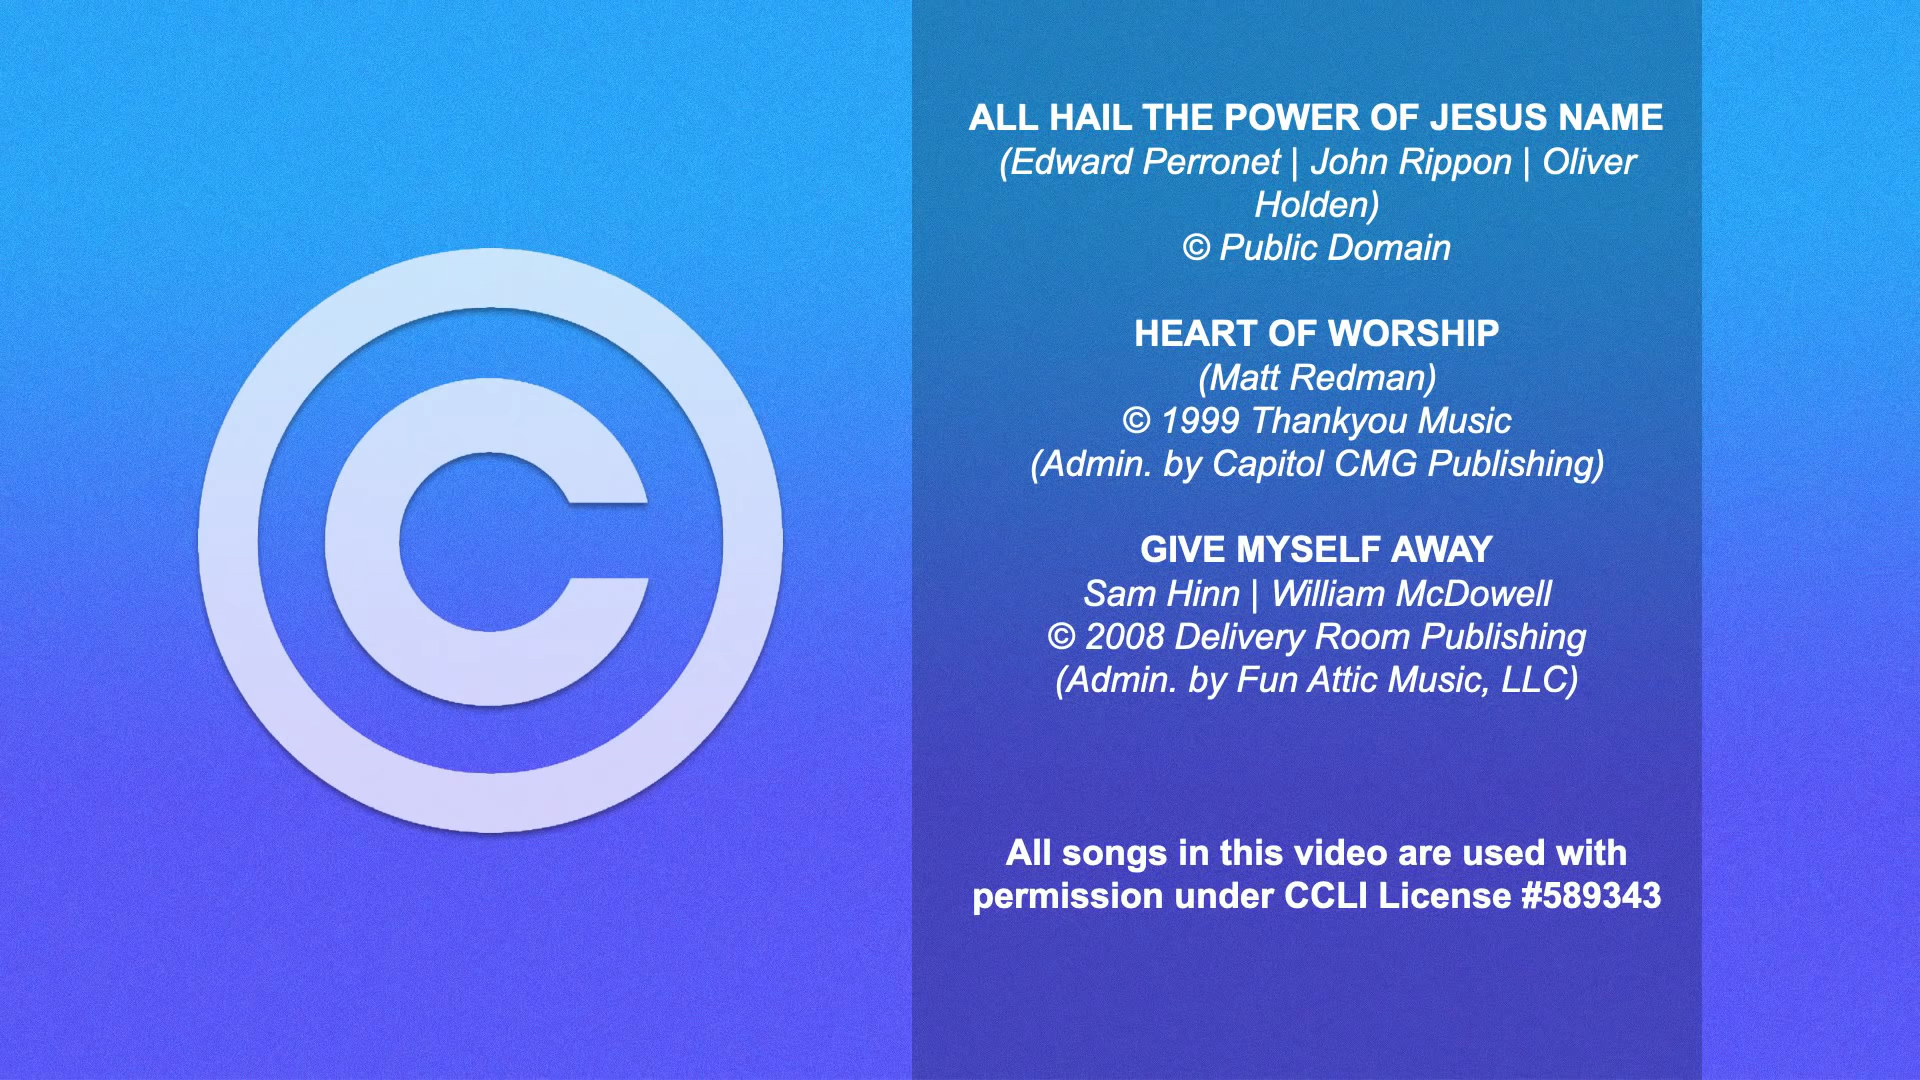 ALL HAIL THE POWER OF JESUS NAME
(Edward Perronet | John Rippon | Oliver
Holden)
© Public Domain
HEART OF WORSHIP
(Matt Redman)
© 1999 Thankyou Music
(Admin. by Capitol CMG Publishing)
GIVE MYSELF AWAY
Sam Hinn | William McDowell
© 2008 Delivery Room Publishing
(Admin. by Fun Attic Music, LLC)
All songs in this video are used with
permission under CCLI License #589343